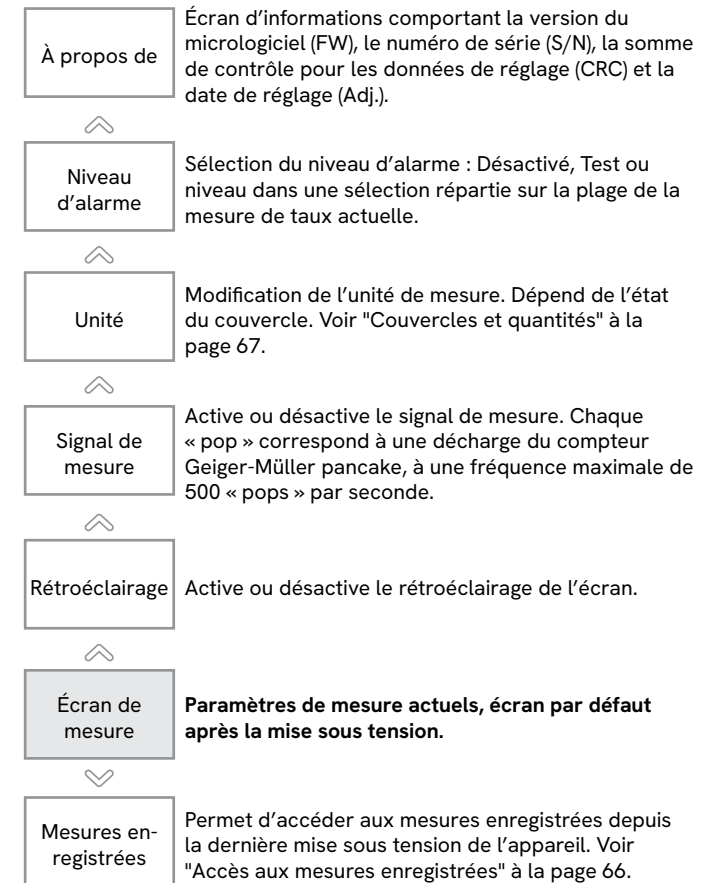 À propos de
Écran d’informations comportant la version du
micrologiciel (FW), le numéro de série (S/N), la somme
de contrôle pour les données de réglage (CRC) et la
date de réglage (Adj.).
Niveau
d’alarme
Sélection du niveau d’alarme : Désactivé, Test ou
niveau dans une sélection répartie sur la plage de la
mesure de taux actuelle.
Unité
Modification de l’unité de mesure. Dépend de l’état
du couvercle. Voir "Couvercles et quantités" à la
page 67.
Signal de
mesure
Active ou désactive le signal de mesure. Chaque
« pop » correspond à une décharge du compteur
Geiger-Müller pancake, à une fréquence maximale de
500 « pops » par seconde.
Rétroéclairage
Active ou désactive le rétroéclairage de l’écran.
Écran de
mesure
Paramètres de mesure actuels, écran par défaut
après la mise sous tension.
Mesures en-
registrées
Permet d’accéder aux mesures enregistrées depuis
la dernière mise sous tension de l’appareil. Voir
"Accès aux mesures enregistrées" à la page 66.